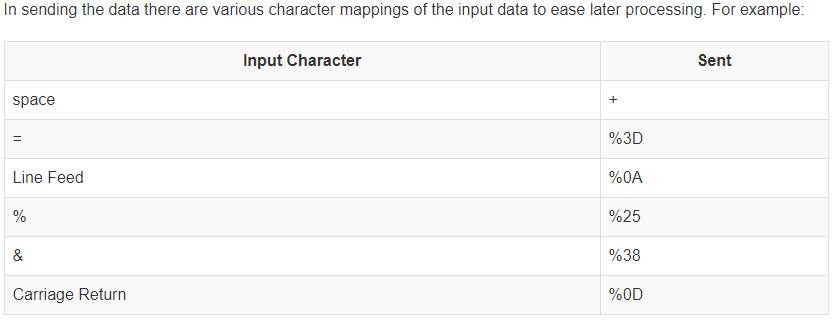 In sending the data there are various character mappings of the input data to ease later processing. For example:
Input Character Sent
space +
= %3D
Line Feed %0A
% %25
& %38
Carriage Return %0D